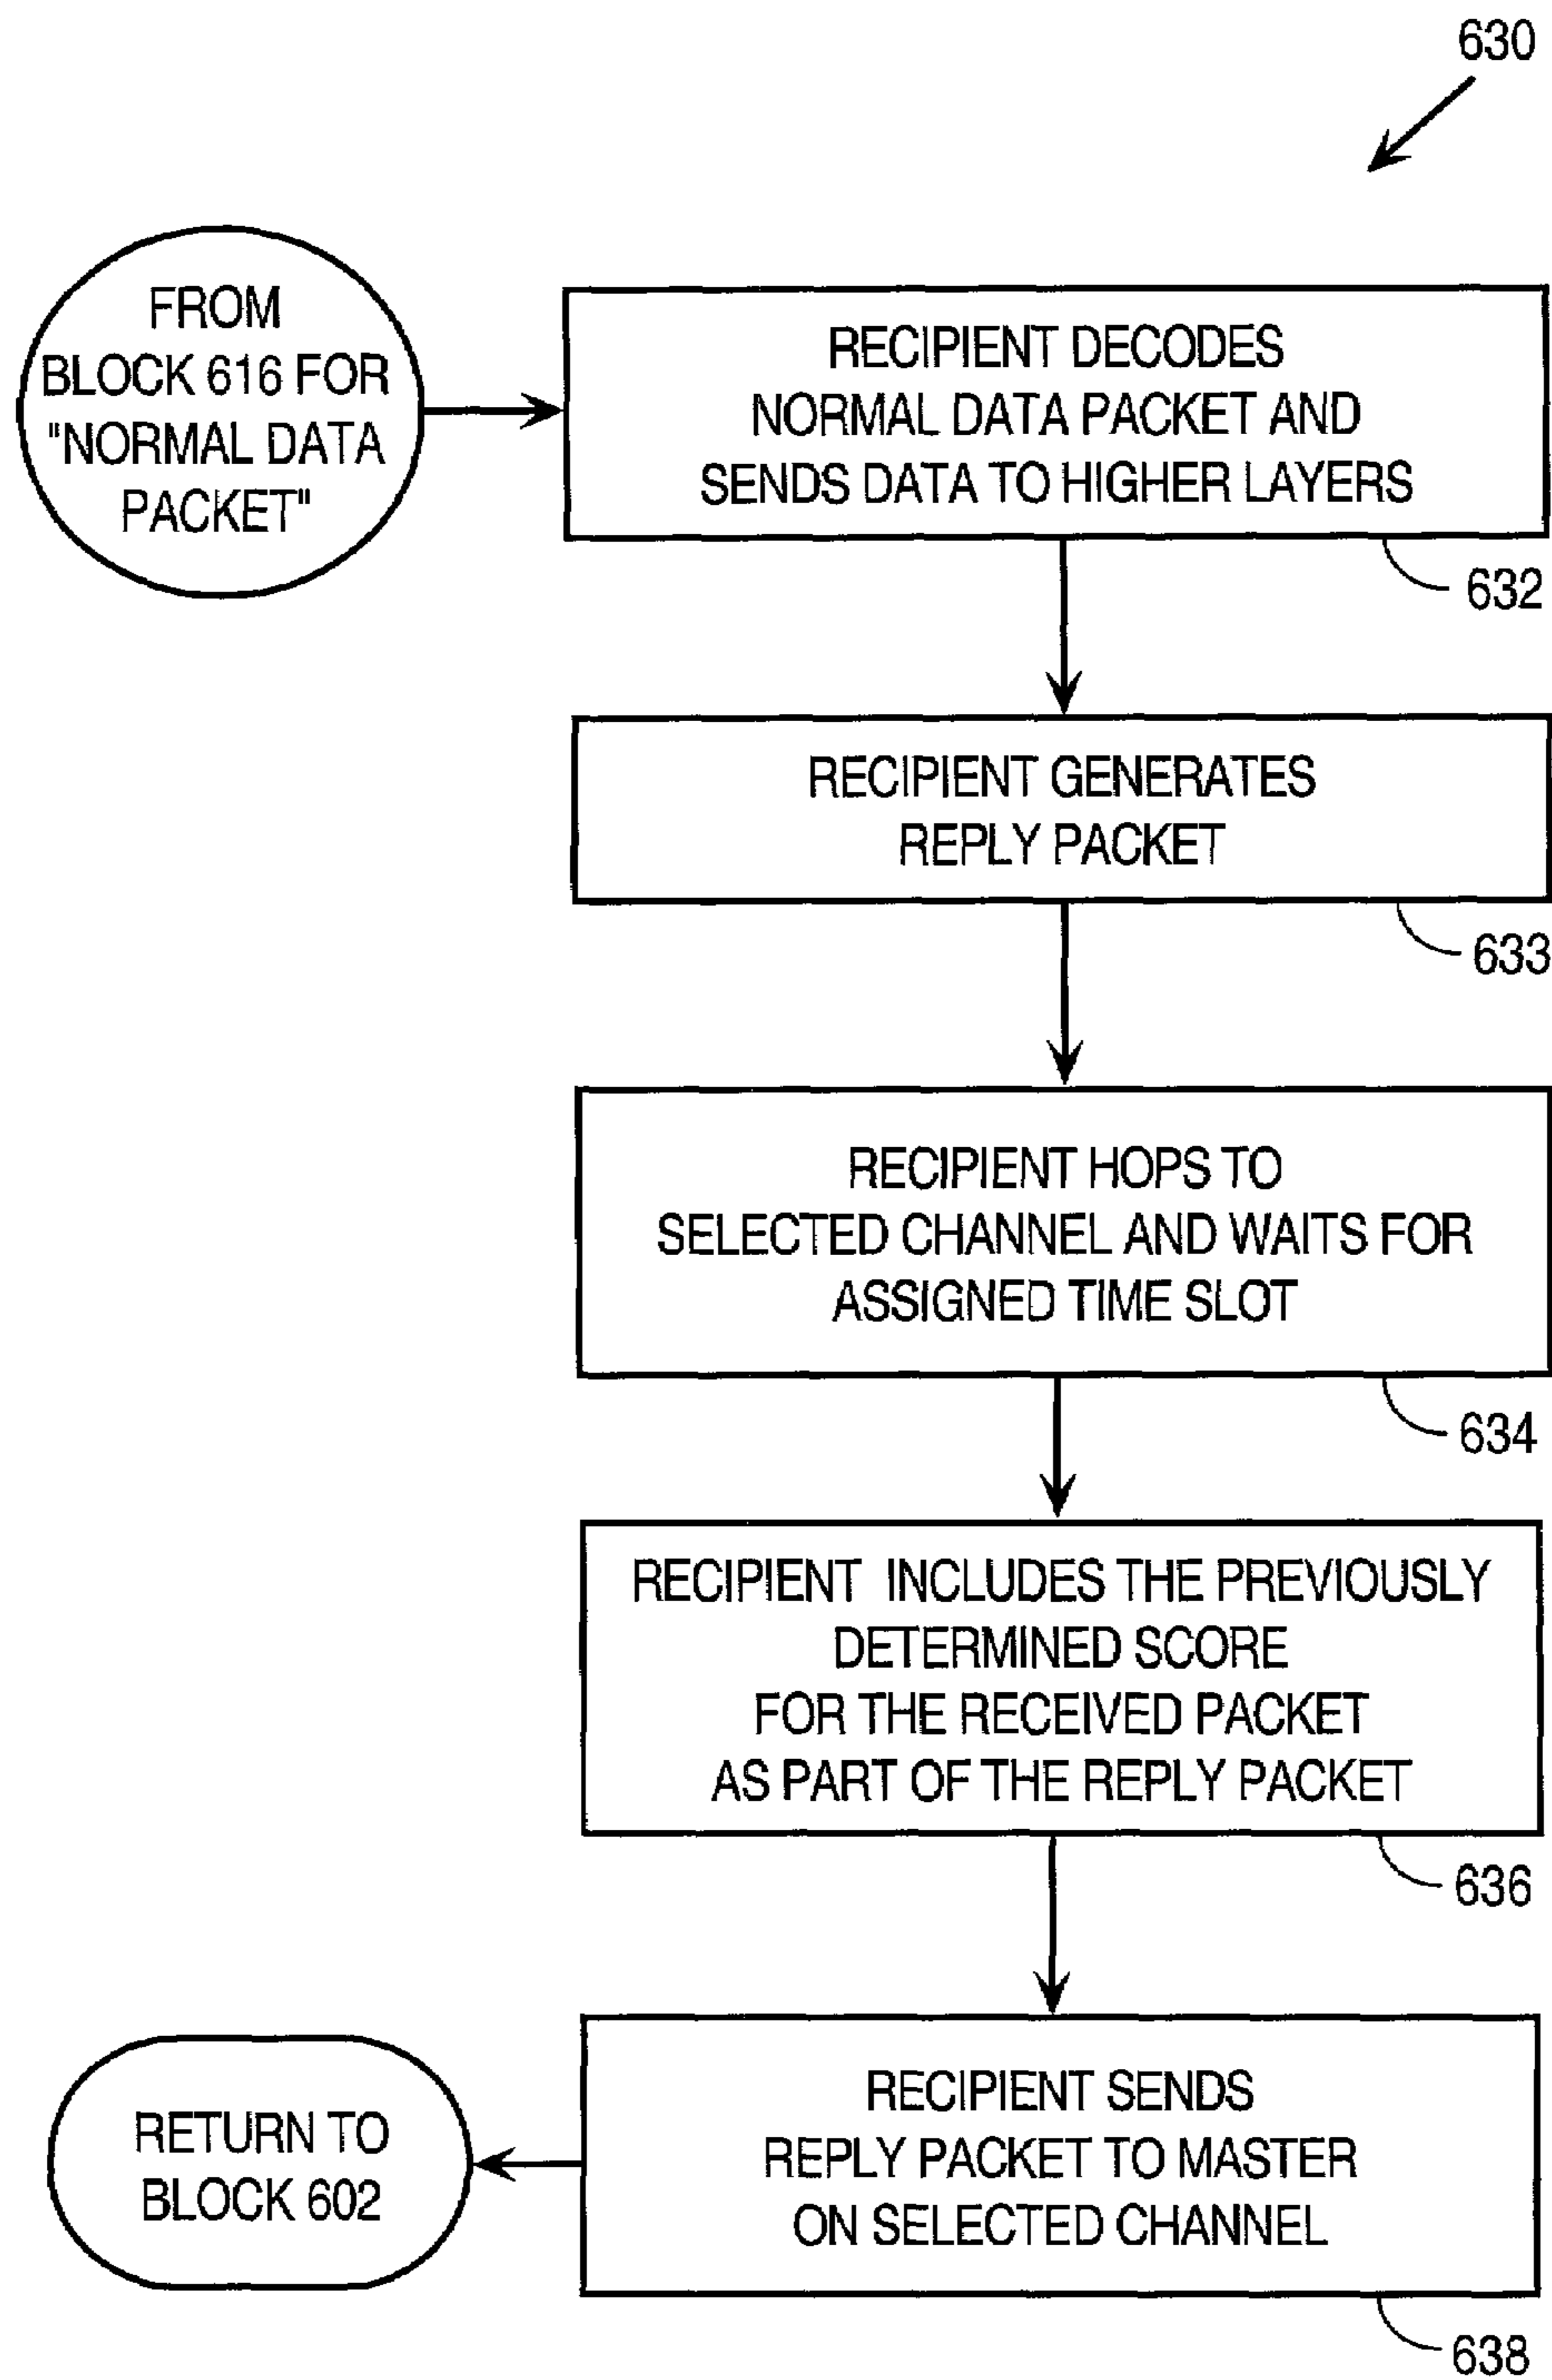 630
FROM
BLOCK 616 FOR
"NORMAL DATA
PACKET"
RECIPIENT DECODES
NORMAL DATA PACKET AND
SENDS DATA TO HIGHER LAYERS
632
RECIPIENT GENERATES
REPLY PACKET
633
RECIPIENT HOPS TO
SELECTED CHANNEL AND WAITS FOR
ASSIGNED TIME SLOT
634
RECIPIENT INCLUDES THE PREVIOUSLY
DETERMINED SCORE
FOR THE RECEIVED PACKET
AS PART OF THE REPLY PACKET
636
RECIPIENT SENDS
REPLY PACKET TO MASTER
ON SELECTED CHANNEL
638
RETURN TO
BLOCK 602